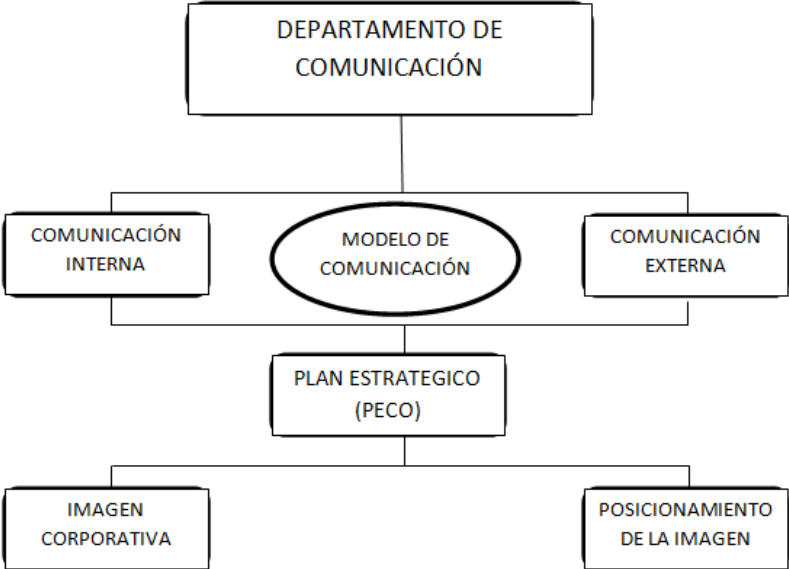 DEPARTAMENTO DE
COMUNICACIÓN
COMUNICACIÓN
INTERNA
MODELO DE
COMUNICACIÓN
COMUNICACIÓN
EXTERNA
PLAN ESTRATEGICO
(PECO)
IMAGEN
CORPORATIVA
POSICIONAMIENTO
DE LA IMAGEN